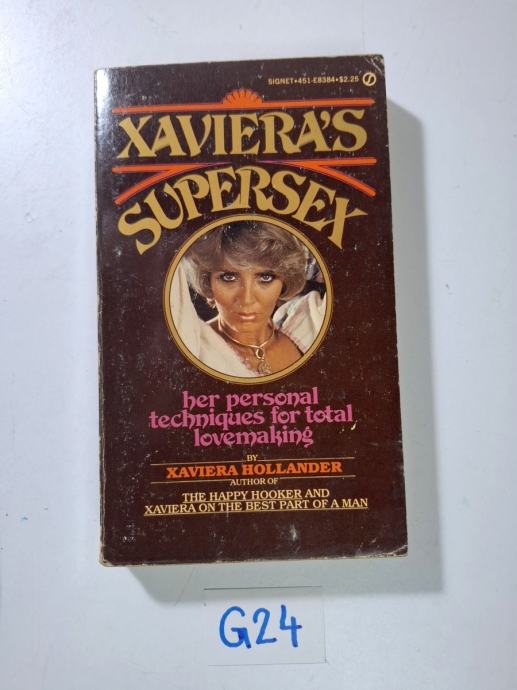 SIGNET•451-E8384•$2.25
XAVIERA'S
SUPERSEX
her personal
techniques for total
lovemaking
BY
XAVIERA HOLLANDER
AUTHOR OF
THE HAPPY HOOKER AND
XAVIERA ON THE BEST PART OF A MAN
G24